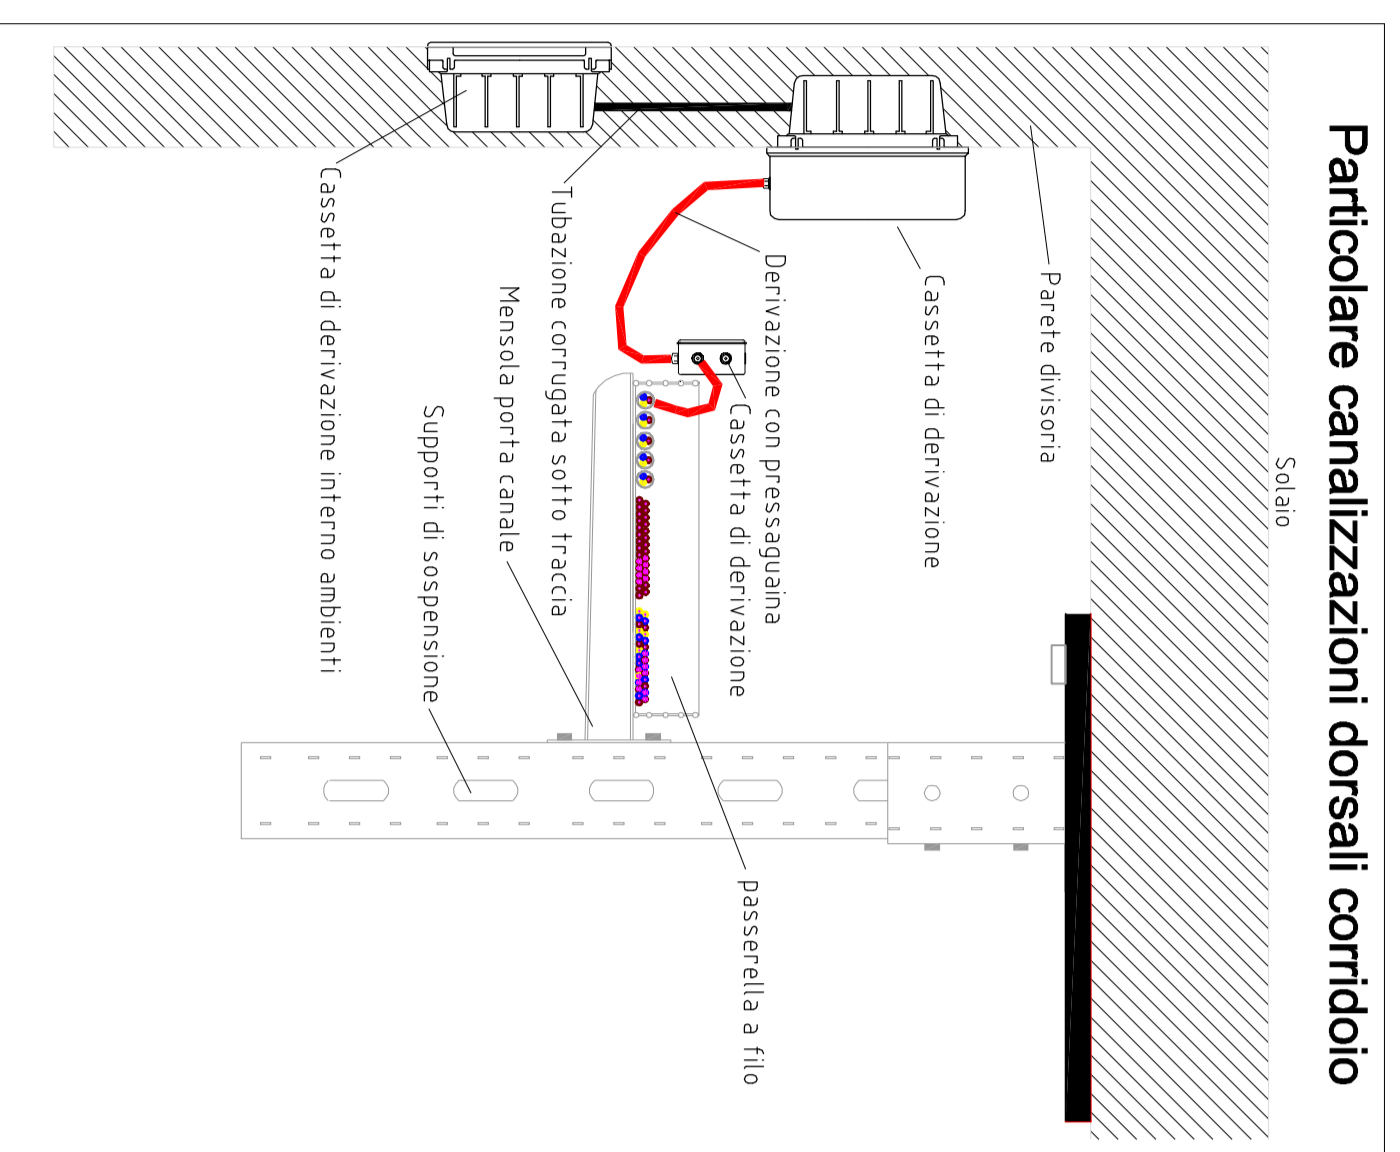 Particolare canalizzazioni dorsali corridoio
Solaio
Parete divisoria
Cassetta di derivazione
Derivazione con pressaguaina
Cassetta di derivazione
passerella a filo
Tubazione corrugata sotto traccia
Mensola porta canale
Supporti di sospensione
Cassetta di derivazione interno ambienti